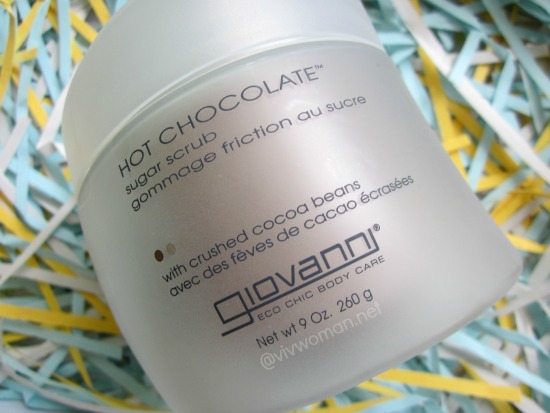 HOT CHOCOLATE™
sugar scrub
gommage friction au sucre
with crushed cocoa beans
avec des fèves de cacao écrasées
giovanni®
ECO CHIC BODY CARE
Net wt 9 Oz. 260 g
@vivwoman.net